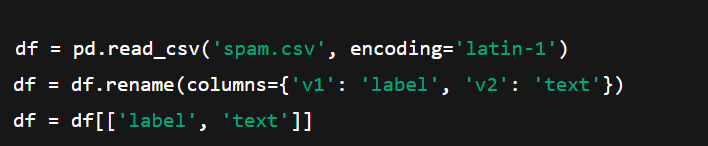 df = pd.read_csv('spam.csv', encoding='latin-1')
df = df.rename(columns={'v1': 'label', 'v2': 'text'})
df = df[['label', 'text']]